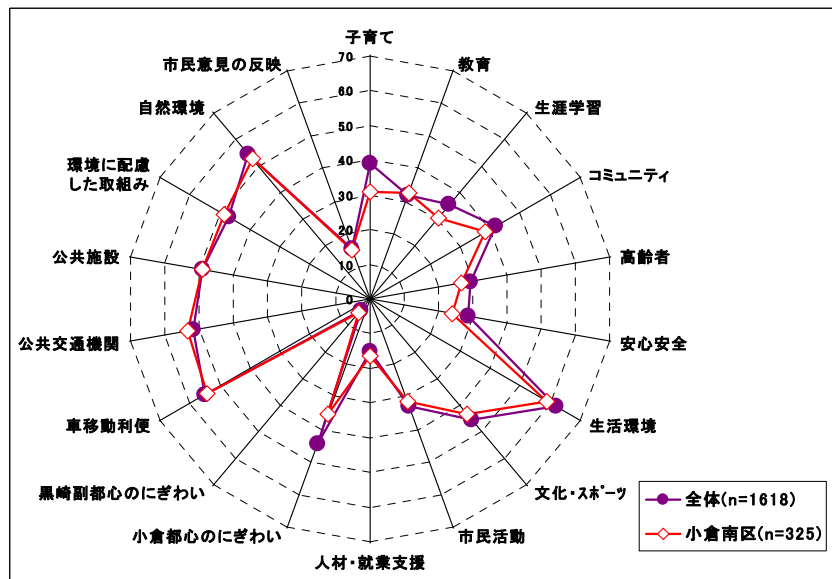 子育て
教育
生涯学習
コミュニティ
高齢者
安心安全
生活環境
文化・スポーツ
市民活動
人材・就業支援
小倉都心のにぎわい
黒崎副都心のにぎわい
車移動利便
公共交通機関
公共施設
環境に配慮
した取組み
自然環境
市民意見の反映
70
60
50
40
30
20
10
0
全体(n=1618)
小倉南区(n=325)